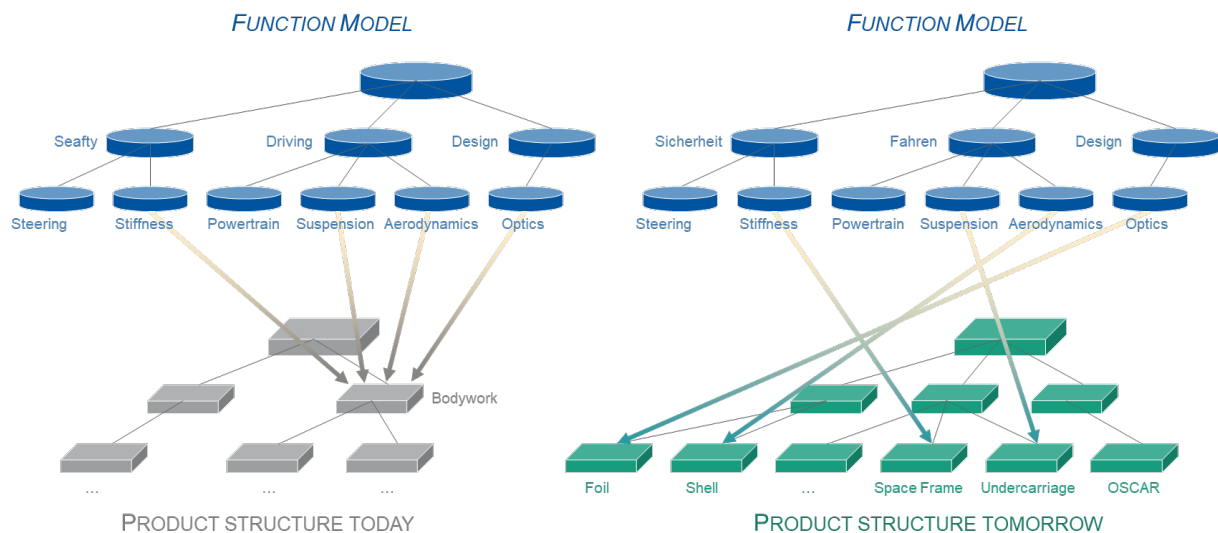 FUNCTION MODEL
Seafty
Driving
Design
Steering
Stiffness
Powertrain
Suspension
Aerodynamics
Optics
Bodywork
...
...
...
PRODUCT STRUCTURE TODAY
FUNCTION MODEL
Sicherheit
Fahren
Design
Steering
Stiffness
Powertrain
Suspension
Aerodynamics
Optics
Foil
Shell
...
Space Frame
Undercarriage
OSCAR
PRODUCT STRUCTURE TOMORROW